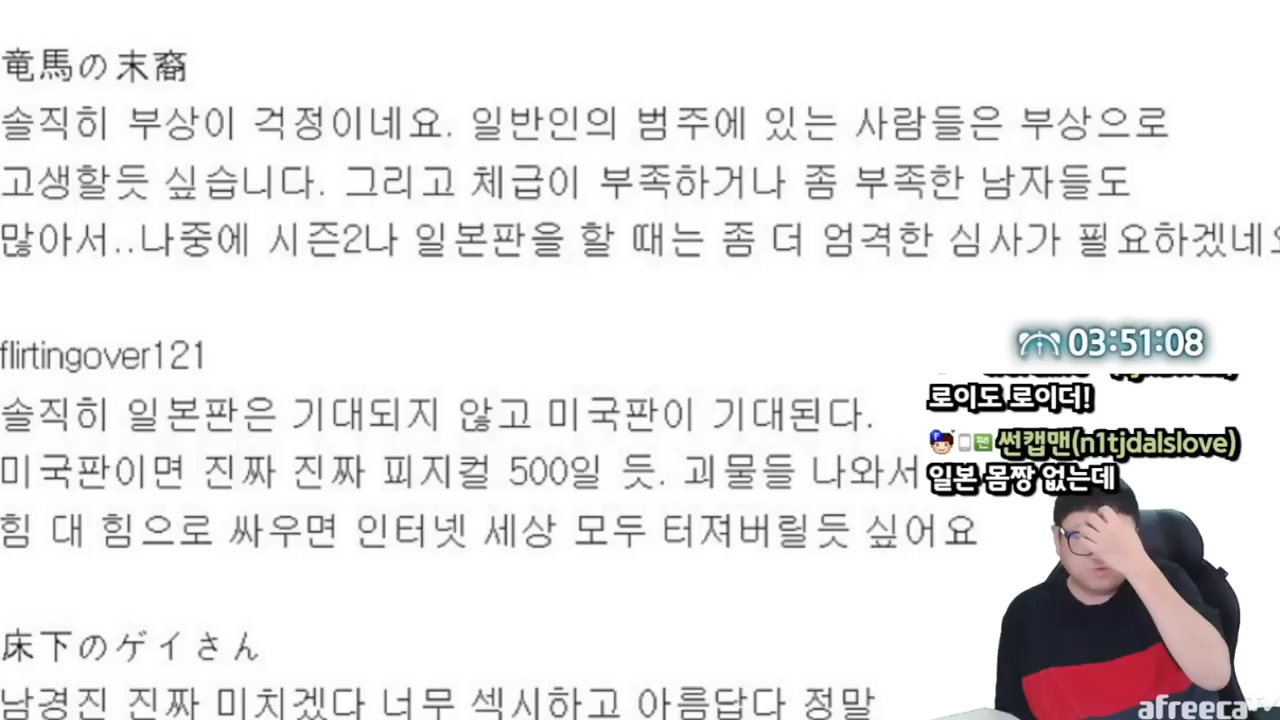 竜馬の末裔
솔직히 부상이 걱정이네요. 일반인의 범주에 있는 사람들은 부상으로
고생할듯 싶습니다. 그리고 체급이 부족하거나 좀 부족한 남자들도
많아서..나중에 시즌2나 일본판을 할 때는 좀 더 엄격한 심사가 필요하겠네요
flirtingover121
솔직히 일본판은 기대되지 않고 미국판이 기대된다.
미국판이면 진짜 진짜 피지컬 500일 듯. 괴물들 나와서
힘 대 힘으로 싸우면 인터넷 세상 모두 터져버릴듯 싶어요
床下のゲイさん
남경진 진짜 미치겠다 너무 섹시하고 아름답다 정말
03:51:08
로이도 로이더!
팬 썬캡맨(n1tjdalslove)
일본 몸짱 없는데
afreecaTV